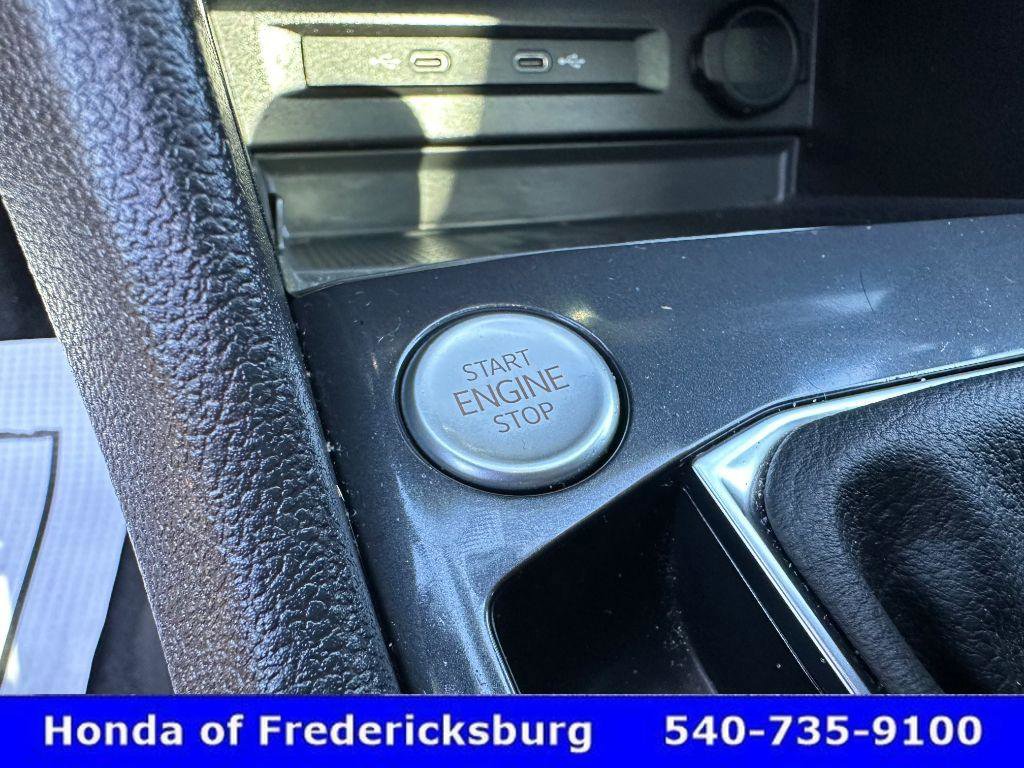 START
ENGINE
STOP
Honda of Fredericksburg 540-735-9100